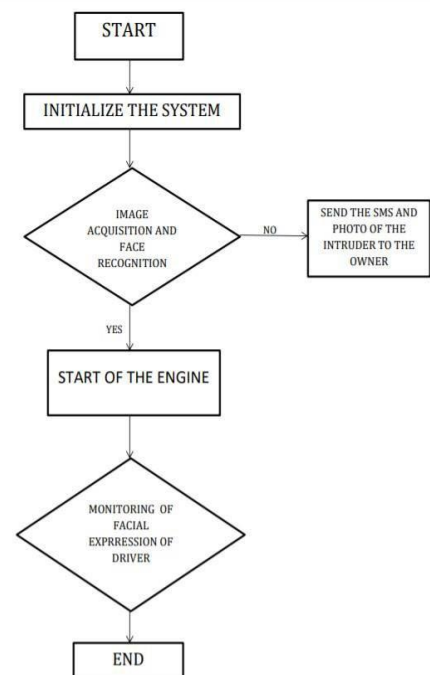 START
INITIALIZE THE SYSTEM
IMAGE
ACQUISITION AND
FACE
RECOGNITION
NO
SEND THE SMS AND
PHOTO OF THE
INTRUDER TO THE
OWNER
YES
START OF THE ENGINE
MONITORING OF
FACIAL
EXPRRESSION OF
DRIVER
END